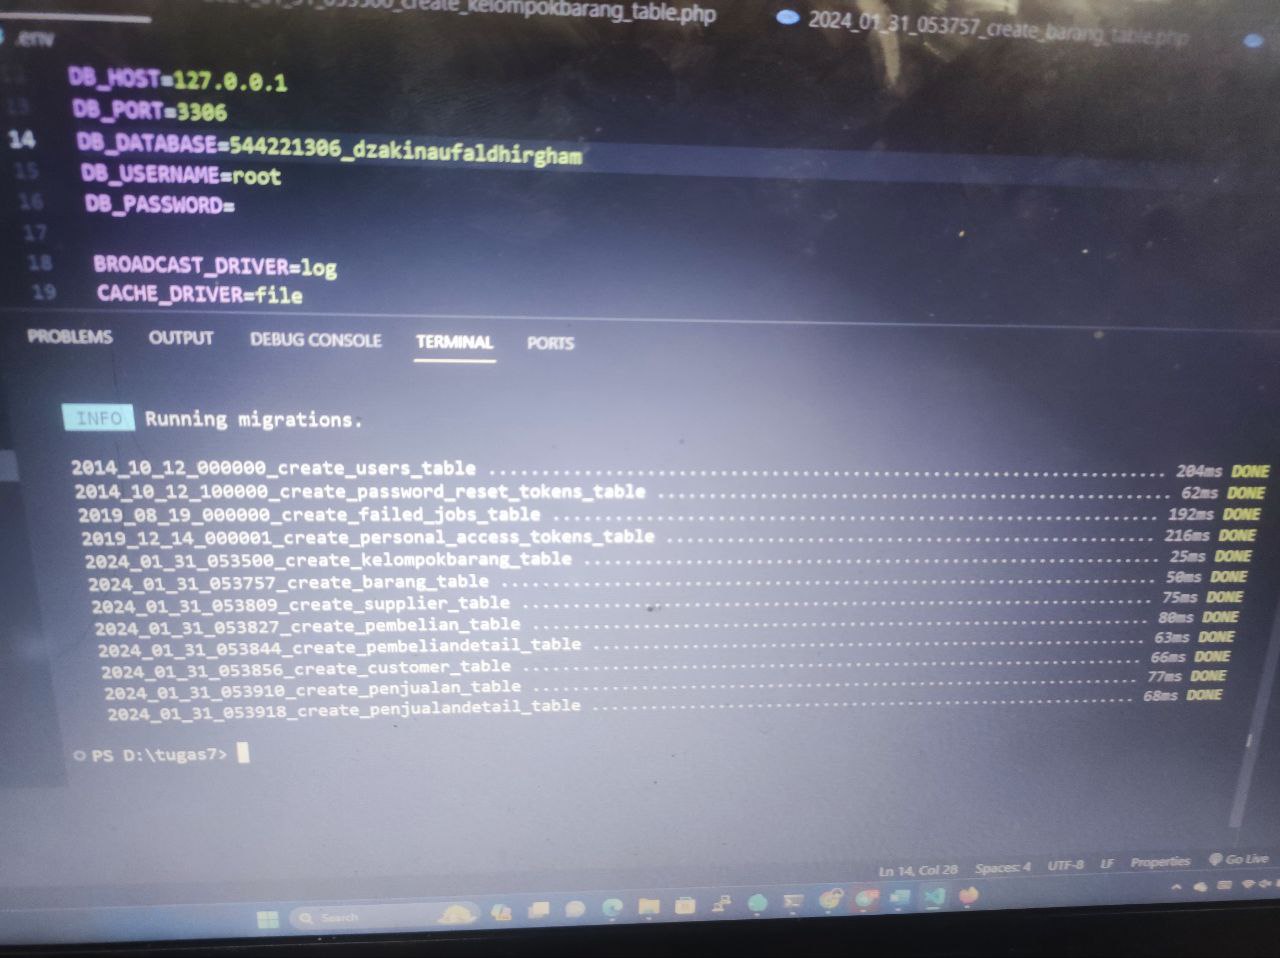 2024_01_31_053500_create_kelompokbarang_table.php
2024_01_31_053757_create_barang_table.php
.env
12 DB_HOST=127.0.0.1
13 DB_PORT=3306
14 DB_DATABASE=544221306_dzakinaufaldhirgham
15 DB_USERNAME=root
16 DB_PASSWORD=
17
18 BROADCAST_DRIVER=log
19 CACHE_DRIVER=file
PROBLEMS OUTPUT DEBUG CONSOLE TERMINAL PORTS
INFO Running migrations.
2014_10_12_000000_create_users_table ........................................ 204ms DONE
2014_10_12_100000_create_password_reset_tokens_table ........................................ 62ms DONE
2019_08_19_000000_create_failed_jobs_table ........................................ 192ms DONE
2019_12_14_000001_create_personal_access_tokens_table ........................................ 216ms DONE
2024_01_31_053500_create_kelompokbarang_table ........................................ 25ms DONE
2024_01_31_053757_create_barang_table ........................................ 50ms DONE
2024_01_31_053809_create_supplier_table ........................................ 75ms DONE
2024_01_31_053827_create_pembelian_table ........................................ 80ms DONE
2024_01_31_053844_create_pembeliandetail_table ........................................ 63ms DONE
2024_01_31_053856_create_customer_table ........................................ 66ms DONE
2024_01_31_053910_create_penjualan_table ........................................ 77ms DONE
2024_01_31_053918_create_penjualandetail_table ........................................ 68ms DONE
PS D:\tugas7>
Ln 14, Col 28 Spaces: 4 UTF-8 LF Properties Go Live
Search